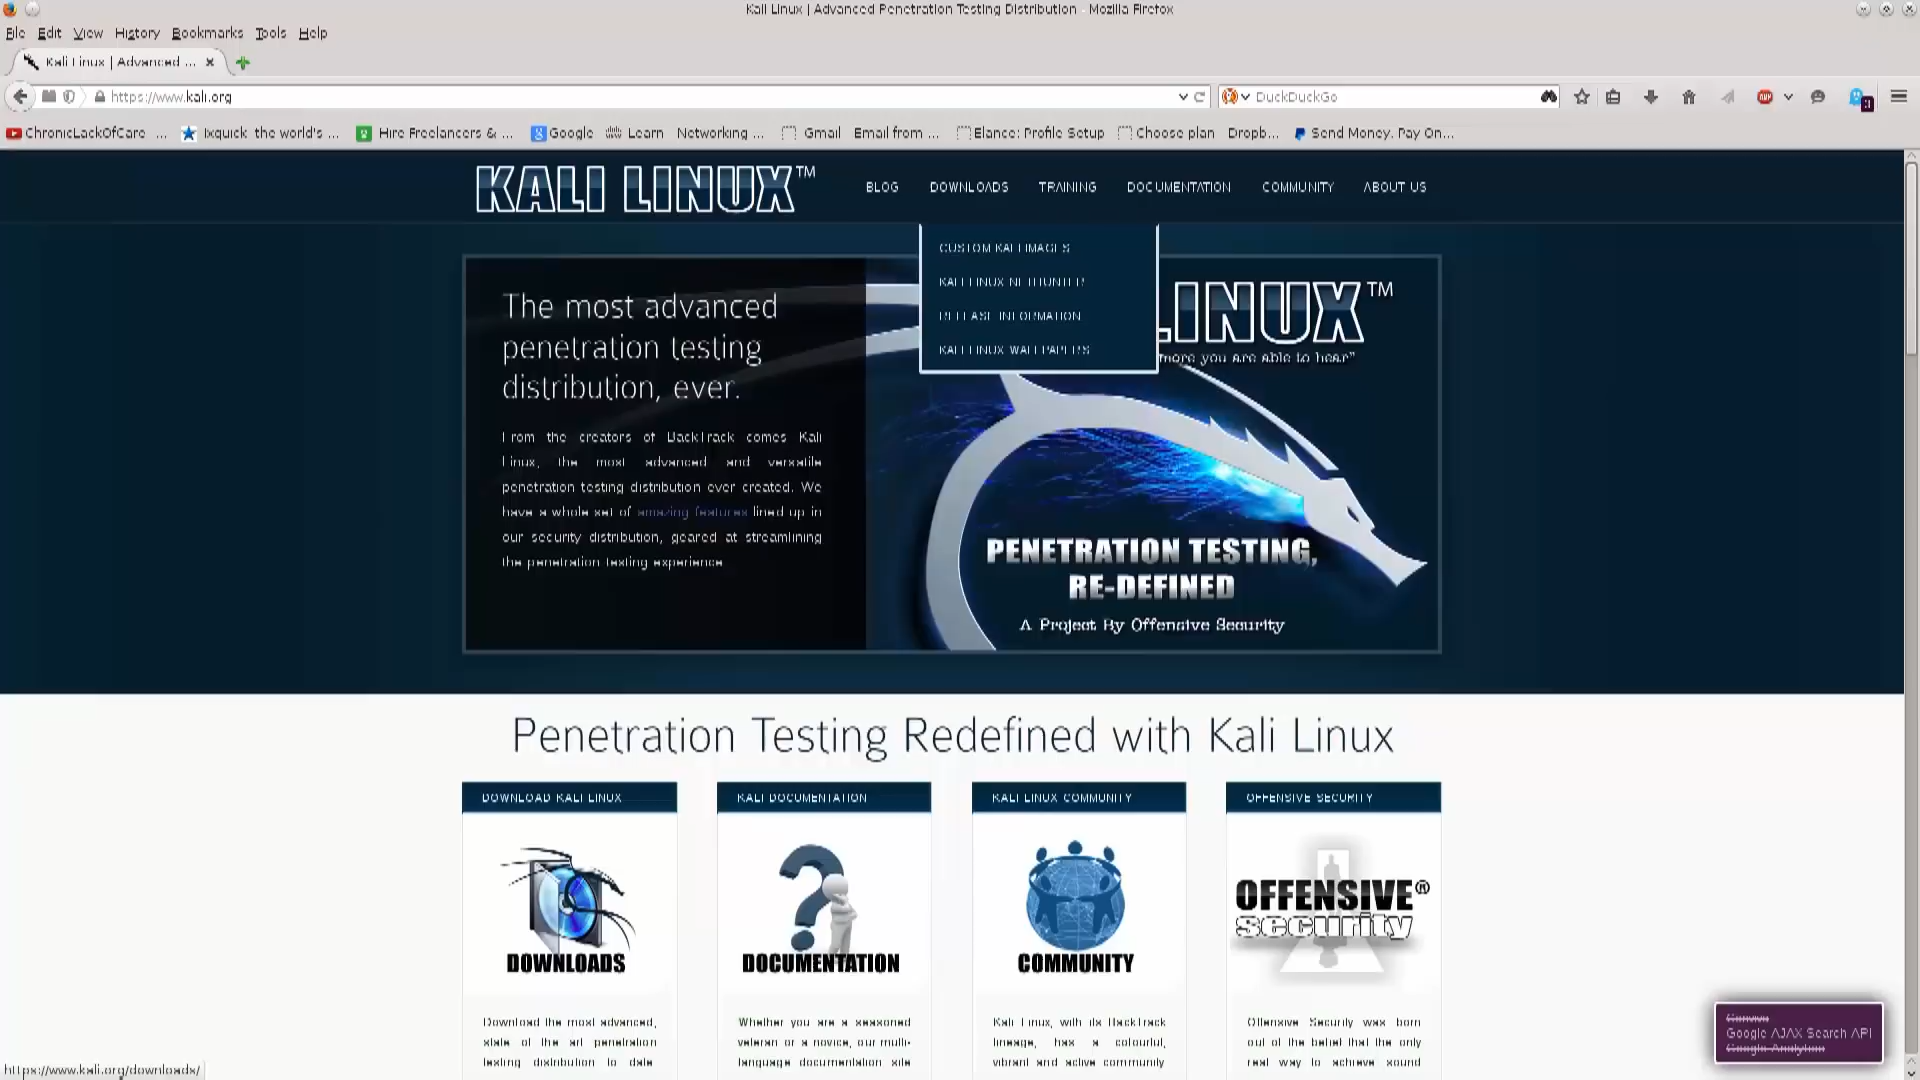 Kali Linux | Advanced Penetration Testing Distribution - Mozilla Firefox
File Edit View History Bookmarks Tools Help
Kali Linux | Advanced ...
https://www.kali.org
DuckDuckGo
ABP
ChronicLackOfCare ...
Ixquick the world's ...
Hire Freelancers & ...
Google
Learn
Networking ...
Gmail
Email from ...
Elance: Profile Setup
Choose plan
Dropb...
Send Money, Pay On...
KALI LINUX™
BLOG DOWNLOADS TRAINING DOCUMENTATION COMMUNITY ABOUT US
CUSTOM KALI IMAGES
KALI LINUX NETHUNTER
RELEASE INFORMATION
KALI LINUX WALLPAPERS
The most advanced
penetration testing
distribution, ever.
From the creators of BackTrack comes Kali
Linux, the most advanced and versatile
penetration testing distribution ever created. We
have a whole set of amazing features lined up in
our security distribution, geared at streamlining
the penetration testing experience
LINUX™
more you are able to hear"
PENETRATION TESTING,
RE-DEFINED
A Project By Offensive Security
Penetration Testing Redefined with Kali Linux
DOWNLOAD KALI LINUX
DOWNLOADS
Download the most advanced,
state of the art penetration
testing distribution to date
KALI DOCUMENTATION
DOCUMENTATION
Whether you are a seasoned
veteran or a novice, our multi-
language documentation site
KALI LINUX COMMUNITY
COMMUNITY
Kali Linux, with its BackTrack
lineage, has a colourful,
vibrant and active community
OFFENSIVE SECURITY
OFFENSIVE®
security
Offensive Security was born
out of the belief that the only
real way to achieve sound
Google AJAX Search API
Google Analytics
https://www.kali.org/downloads/